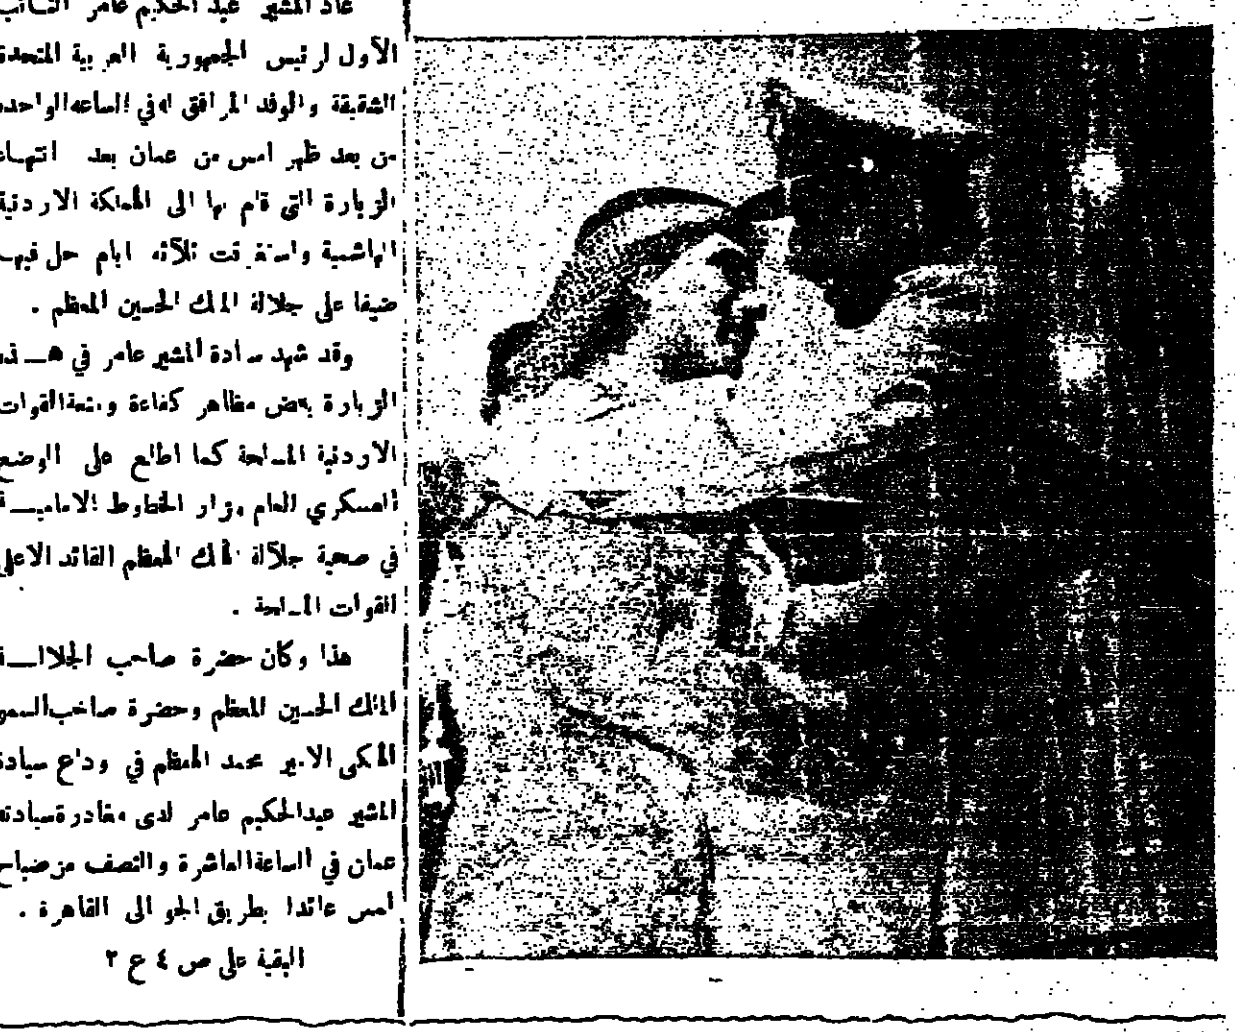 عاد المشير عبد الحكيم عامر النائب
الأول لرئيس الجمهورية العربية المتحدة
الشقيقة والوفد المرافق له في الساعة الواحدة
من بعد ظهر امس من عمان بعد انتهاء
الزيارة التي قام بها الى المملكة الاردنية
الهاشمية واستغرقت ثلاثة ايام حل فيها
ضيفا على جلالة الملك الحسين المعظم .
وقد شهد سيادة المشير عامر في هـــذه
الزيارة بعض مظاهر كفاءة ومنعة القوات
الاردنية المسلحة كما اطلع على الوضع
العسكري العام وزار الخطوط الاماميـــة
في صحبة جلالة الملك المعظم القائد الاعلى
القوات المسلحة .
هذا وكان حضرة صاحب الجلالـــة
الملك الحسين المعظم وحضرة صاحب السمو
الملكي الامير محمد المعظم في وداع سيادة
المشير عبدالحكيم عامر لدى مغادرة سيادته
عمان في الساعة العاشرة والنصف من صباح
أمس عائدا بطريق الجو الى القاهرة .
البقية على ص ٤ ع ٢